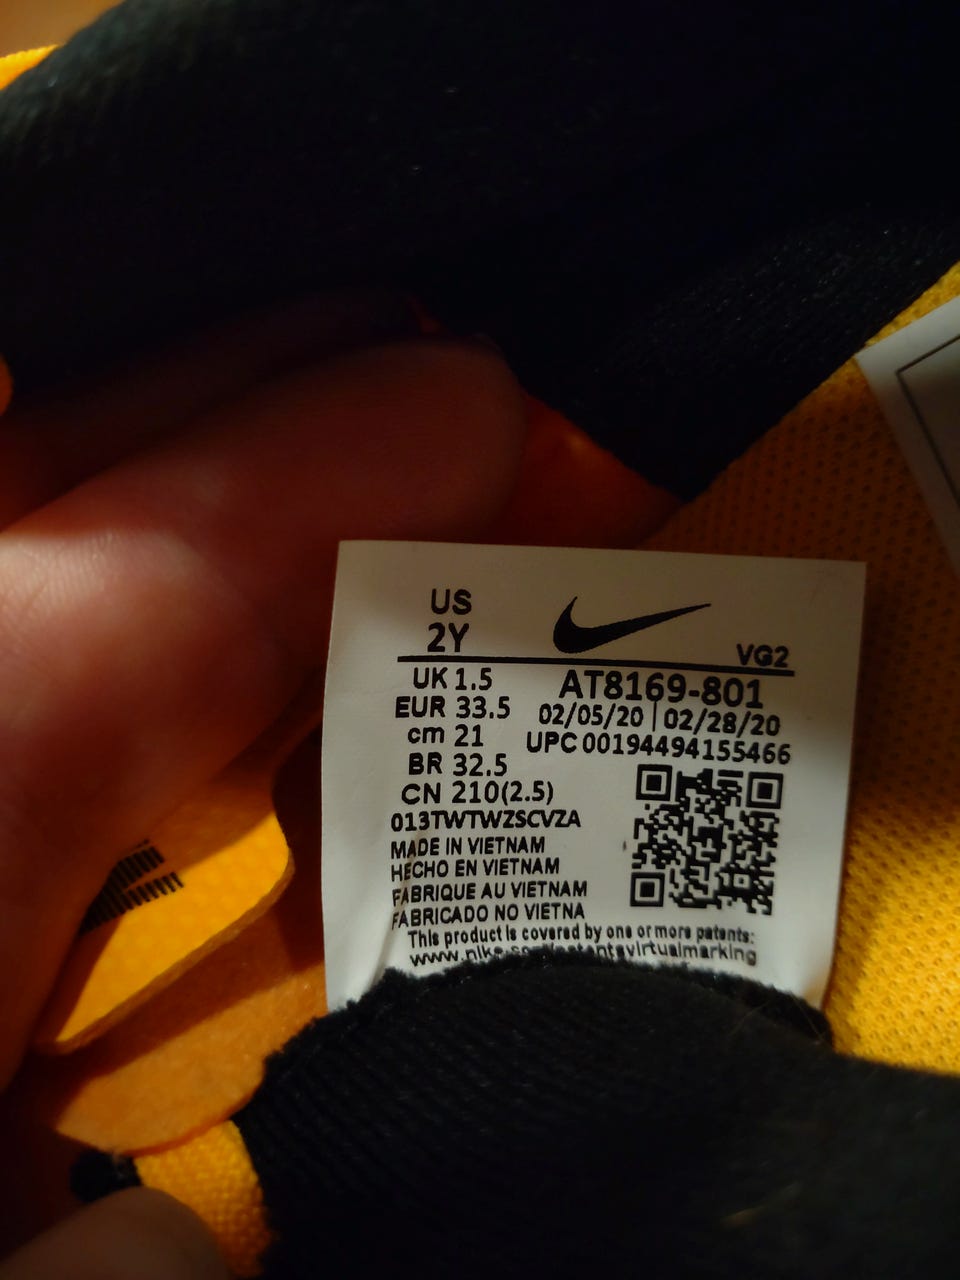 US
2Y
VG2
UK 1.5
EUR 33.5
cm 21
BR 32.5
CN 210(2.5)
AT8169-801
02/05/20 | 02/28/20
UPC 00194494155466
013TWTWZSCVZA
MADE IN VIETNAM
HECHO EN VIETNAM
FABRIQUE AU VIETNAM
FABRICADO NO VIETNA
This product is covered by one or more patents: